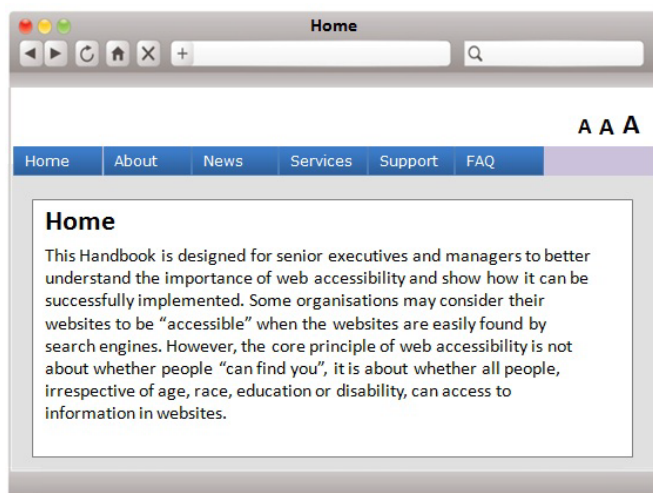 Home
A A A
Home About News Services Support FAQ
Home
This Handbook is designed for senior executives and managers to better
understand the importance of web accessibility and show how it can be
successfully implemented. Some organisations may consider their
websites to be “accessible” when the websites are easily found by
search engines. However, the core principle of web accessibility is not
about whether people “can find you”, it is about whether all people,
irrespective of age, race, education or disability, can access to
information in websites.